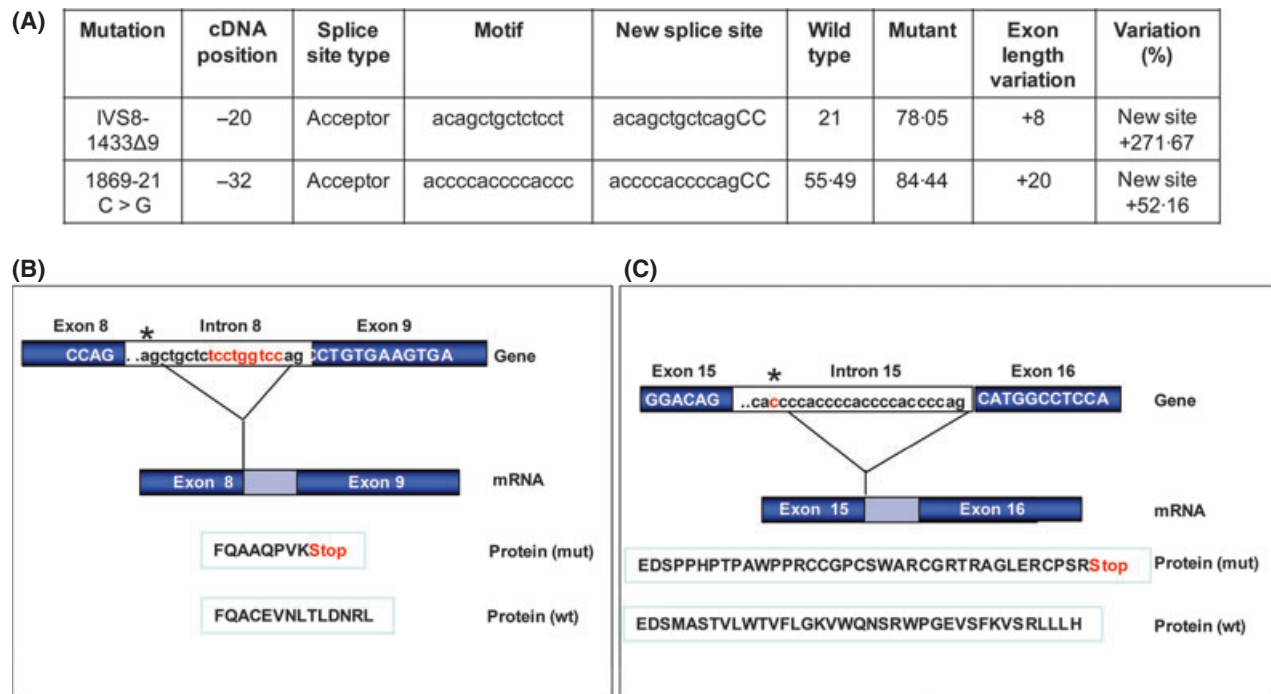 (A)
Mutation cDNA position Splice site type Motif New splice site Wild type Mutant Exon length variation Variation (%)
IVS8-1433Δ9 –20 Acceptor acagctgctctcct acagctgctcagCC 21 78·05 +8 New site +271·67
1869-21 C > G –32 Acceptor accccaccccaccc accccaccccagCC 55·49 84·44 +20 New site +52·16
(B)
Exon 8 * Intron 8 Exon 9
CCAG ..agctgctctcctggtccag CCTGTGAAGTGA Gene
Exon 8 Exon 9 mRNA
FQAAQPVKStop Protein (mut)
FQACEVNLTLDNRL Protein (wt)
(C)
Exon 15 * Intron 15 Exon 16
GGACAG ..caccccaccccaccccaccccag CATGGCCTCCA Gene
Exon 15 Exon 16 mRNA
EDSPPHPTPAWPPRCCGPCSWARCGRTRAGLERCPSRStop Protein (mut)
EDSMASTVLWTVFLGKVWQNSRWPGEVSFKVSRLLLH Protein (wt)